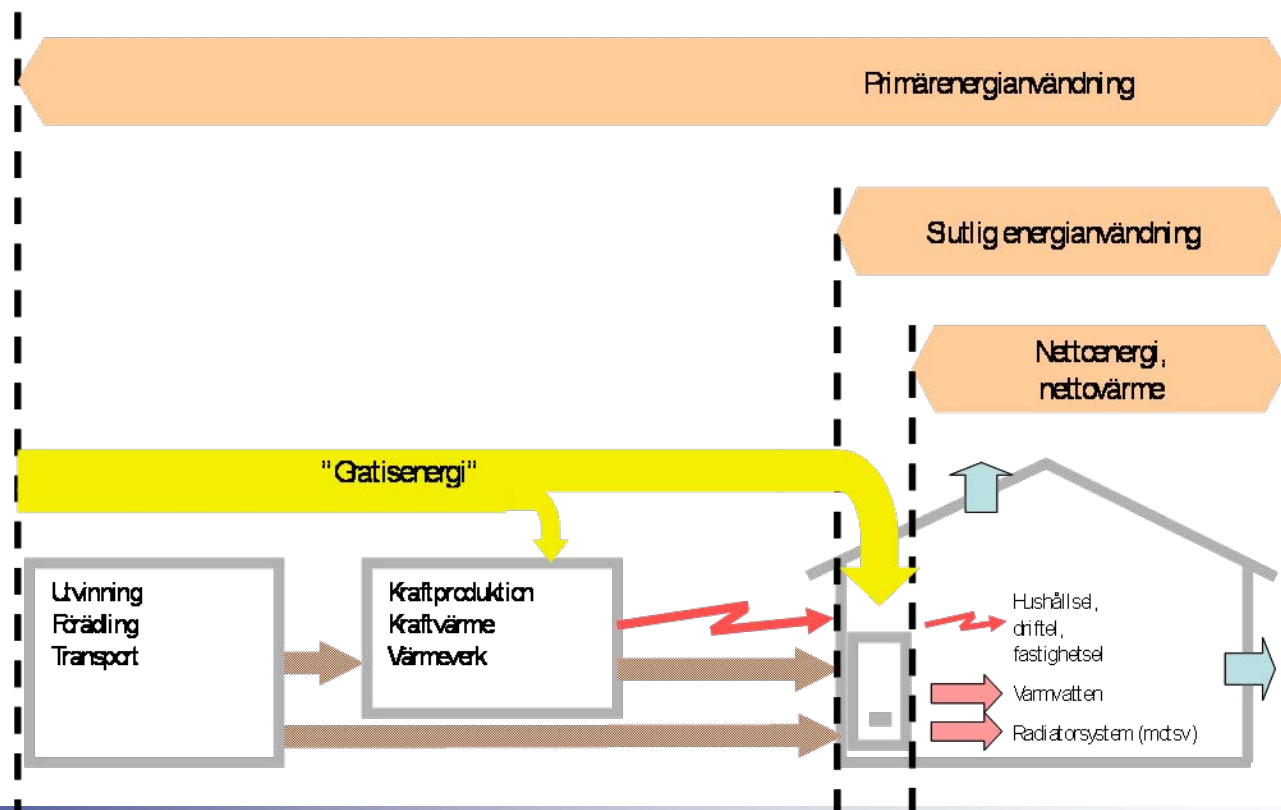 Primärenergianvändning
Slutlig energianvändning
Nettoenergi,
nettovärme
"Gratisenergi"
Utvinning
Förädling
Transport
Kraftproduktion
Kraftvärme
Värmeverk
Hushållsel,
driftel,
fastighetsel
Varmvatten
Radiatorsystem (motsv)